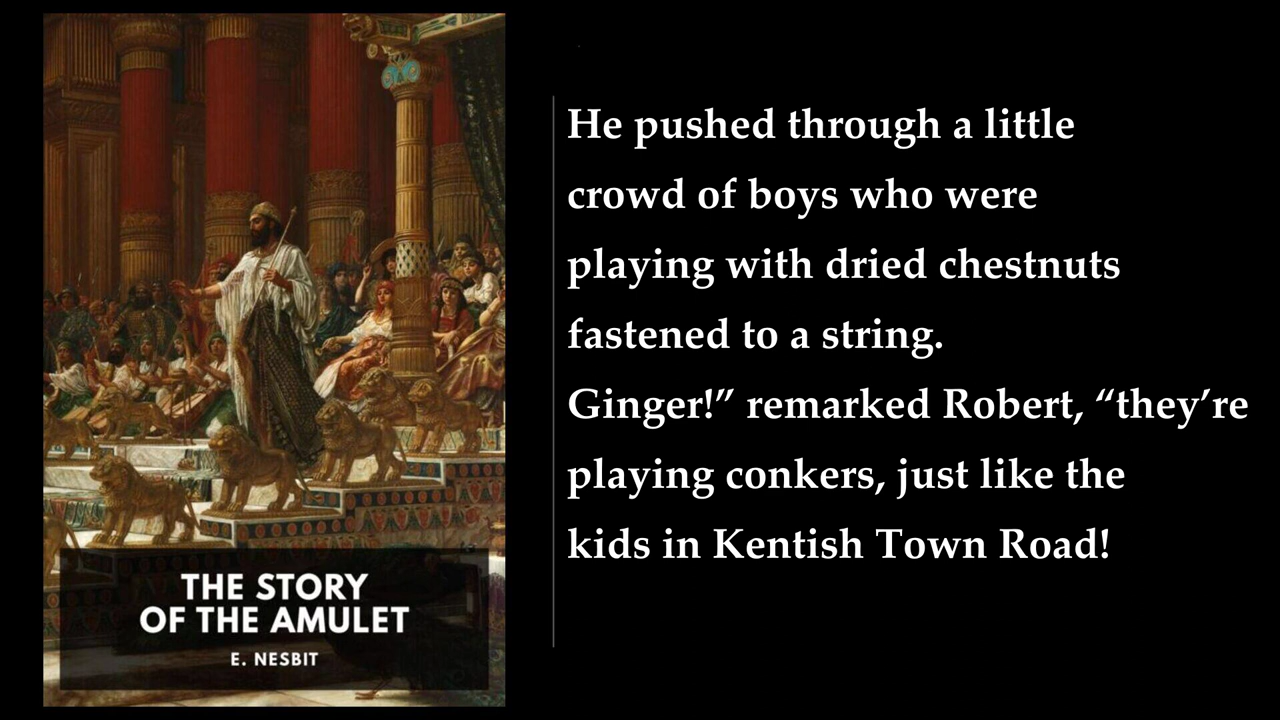 THE STORY
OF THE AMULET
E. NESBIT
He pushed through a little
crowd of boys who were
playing with dried chestnuts
fastened to a string.
Ginger!” remarked Robert, “they’re
playing conkers, just like the
kids in Kentish Town Road!